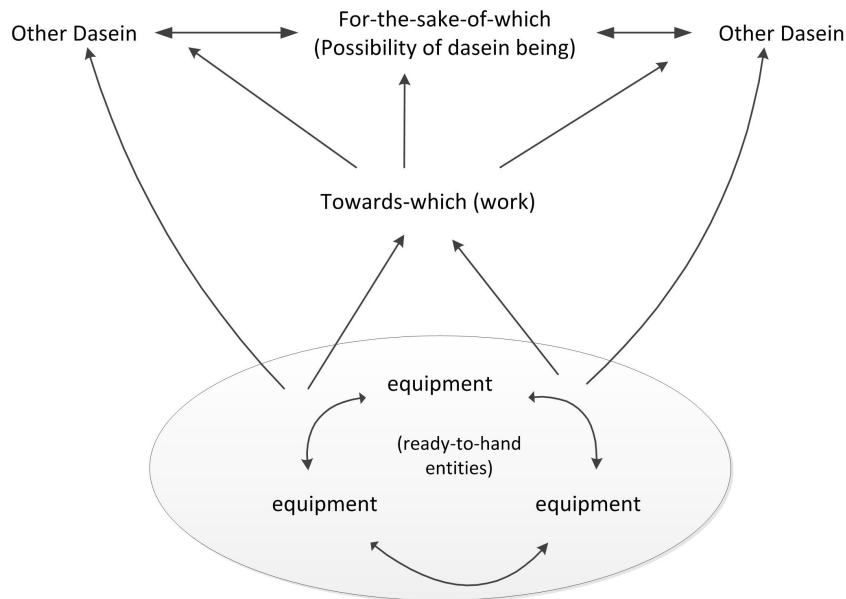 Other Dasein
For-the-sake-of-which
(Possibility of dasein being)
Other Dasein
Towards-which (work)
equipment
(ready-to-hand
entities)
equipment
equipment